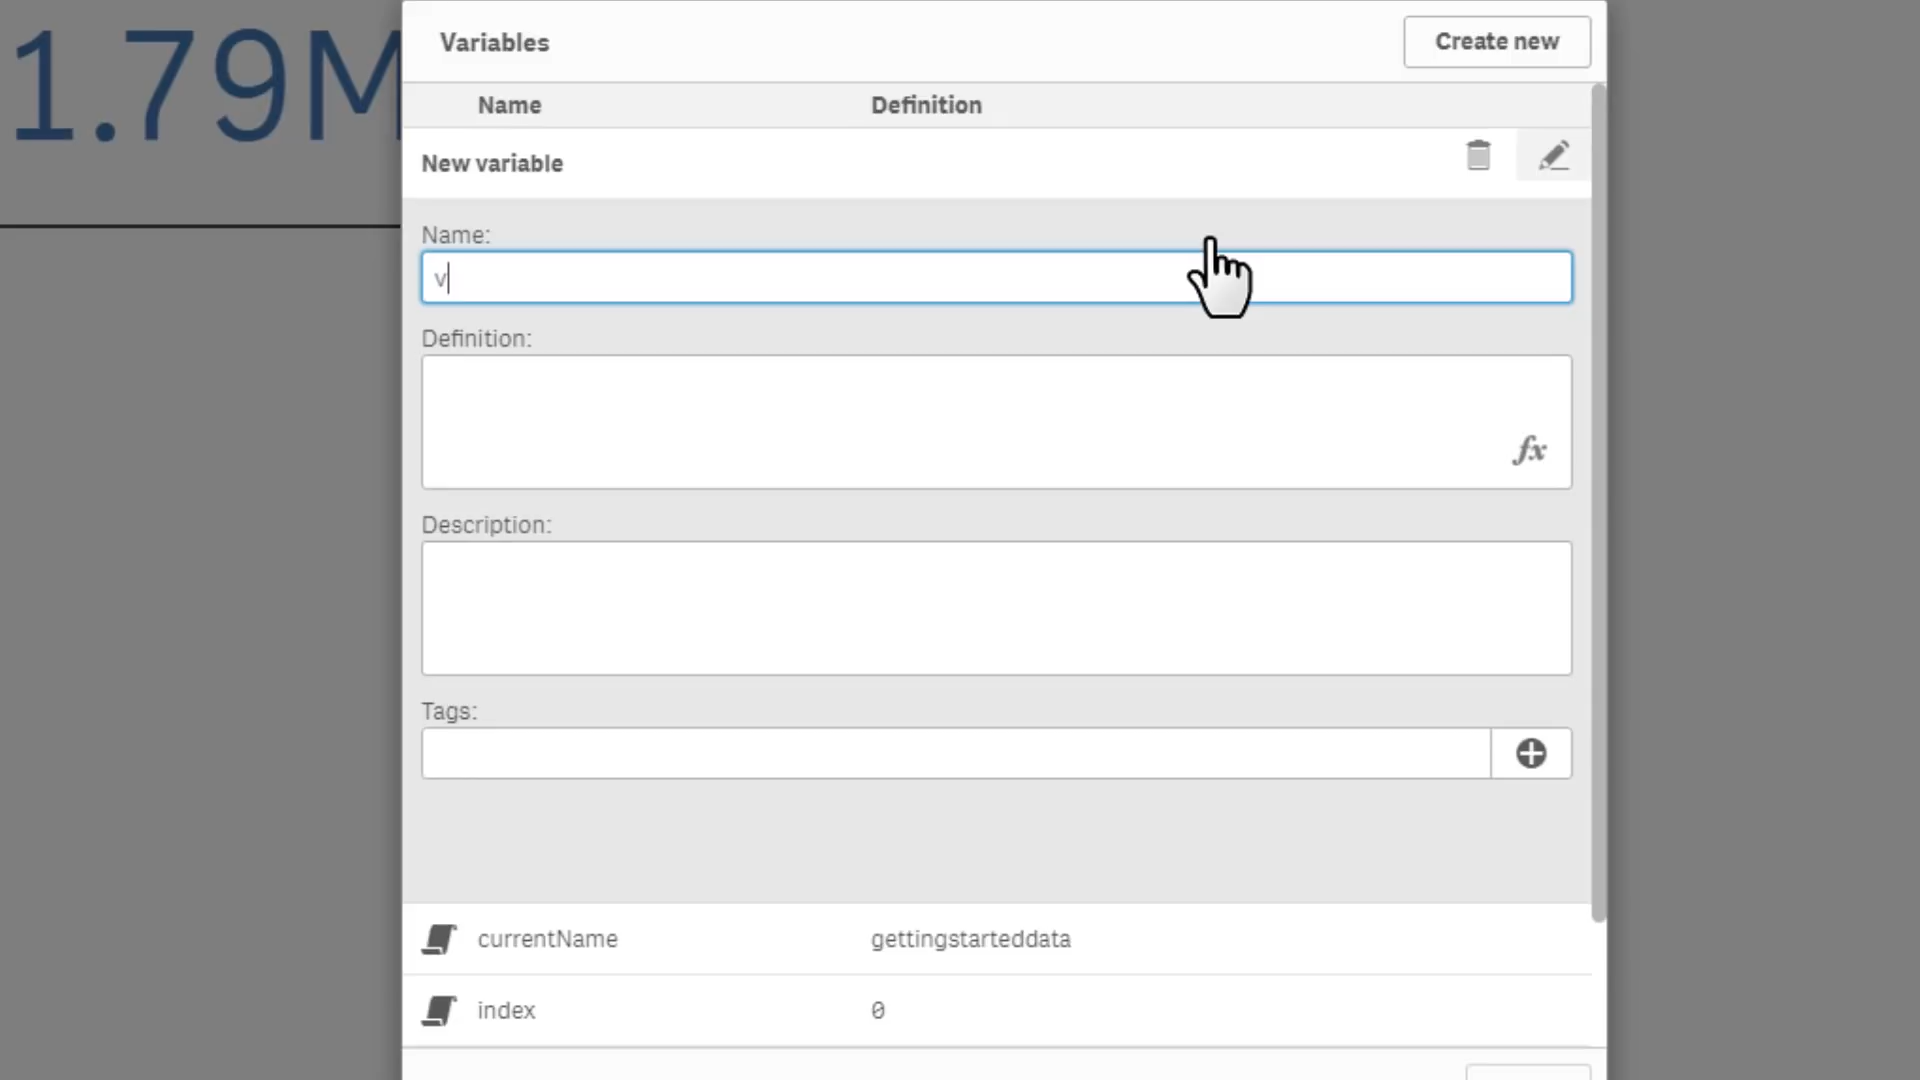 1.79M
Variables
Create new
Name Definition
New variable
Name:
v
Definition:
fx
Description:
Tags:
currentName gettingstarteddata
index 0